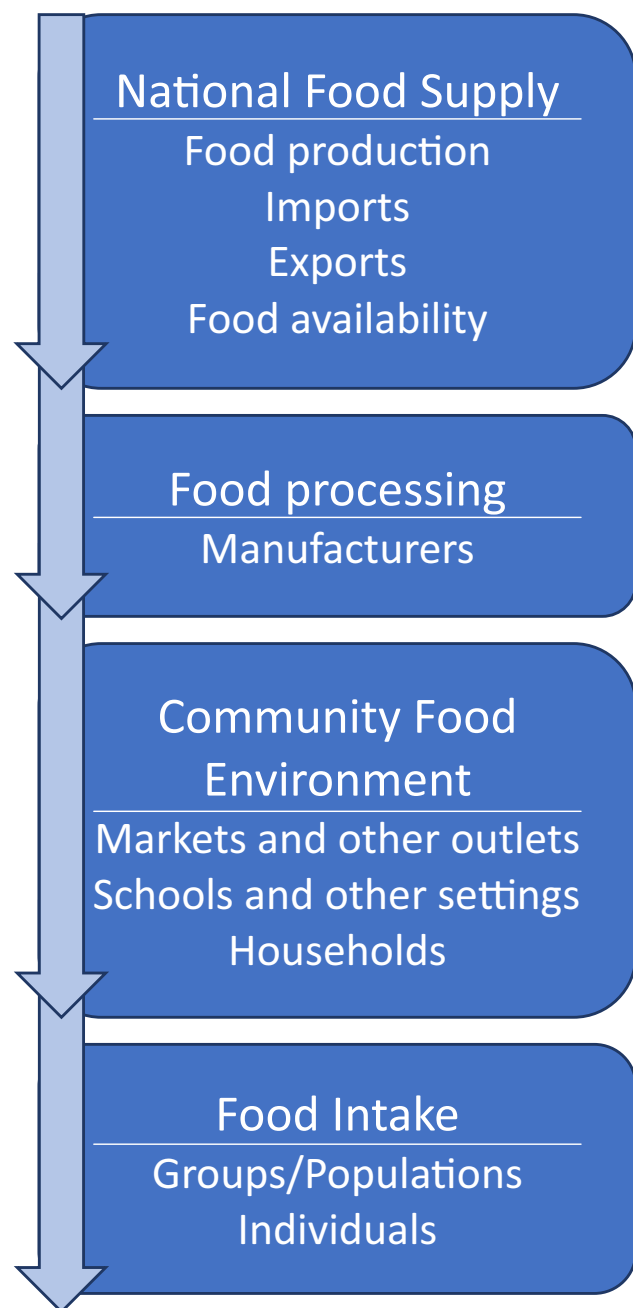 National Food Supply
Food production
Imports
Exports
Food availability
Food processing
Manufacturers
Community Food
Environment
Markets and other outlets
Schools and other settings
Households
Food Intake
Groups/Populations
Individuals